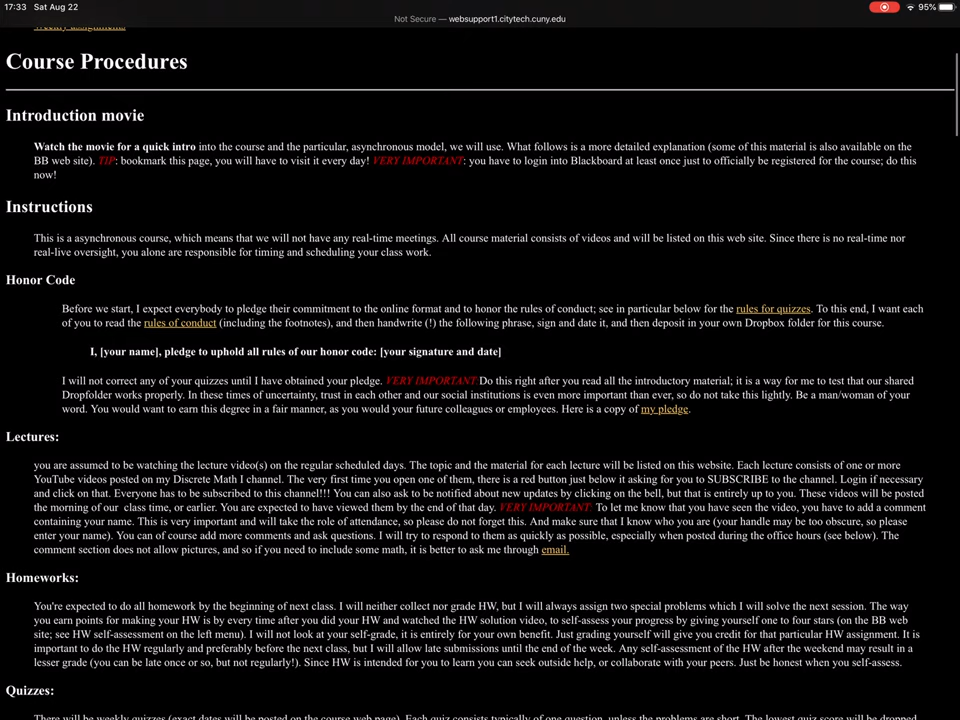 17:33 Sat Aug 22
95%
Not Secure — websupport1.citytech.cuny.edu
weekly assignments
Course Procedures
Introduction movie
Watch the movie for a quick intro into the course and the particular, asynchronous model, we will use. What follows is a more detailed explanation (some of this material is also available on the
BB web site). TIP: bookmark this page, you will have to visit it every day! VERY IMPORTANT: you have to login into Blackboard at least once just to officially be registered for the course; do this
now!
Instructions
This is a asynchronous course, which means that we will not have any real-time meetings. All course material consists of videos and will be listed on this web site. Since there is no real-time nor
real-live oversight, you alone are responsible for timing and scheduling your class work.
Honor Code
Before we start, I expect everybody to pledge their commitment to the online format and to honor the rules of conduct; see in particular below for the rules for quizzes. To this end, I want each
of you to read the rules of conduct (including the footnotes), and then handwrite (!) the following phrase, sign and date it, and then deposit in your own Dropbox folder for this course.
I, [your name], pledge to uphold all rules of our honor code: [your signature and date]
I will not correct any of your quizzes until I have obtained your pledge. VERY IMPORTANT Do this right after you read all the introductory material; it is a way for me to test that our shared
Dropfolder works properly. In these times of uncertainty, trust in each other and our social institutions is even more important than ever, so do not take this lightly. Be a man/woman of your
word. You would want to earn this degree in a fair manner, as you would your future colleagues or employees. Here is a copy of my pledge.
Lectures:
you are assumed to be watching the lecture video(s) on the regular scheduled days. The topic and the material for each lecture will be listed on this website. Each lecture consists of one or more
YouTube videos posted on my Discrete Math I channel. The very first time you open one of them, there is a red button just below it asking for you to SUBSCRIBE to the channel. Login if necessary
and click on that. Everyone has to be subscribed to this channel!!! You can also ask to be notified about new updates by clicking on the bell, but that is entirely up to you. These videos will be posted
the morning of our class time, or earlier. You are expected to have viewed them by the end of that day. VERY IMPORTANT: To let me know that you have seen the video, you have to add a comment
containing your name. This is very important and will take the role of attendance, so please do not forget this. And make sure that I know who you are (your handle may be too obscure, so please
enter your name). You can of course add more comments and ask questions. I will try to respond to them as quickly as possible, especially when posted during the office hours (see below). The
comment section does not allow pictures, and so if you need to include some math, it is better to ask me through email.
Homeworks:
You're expected to do all homework by the beginning of next class. I will neither collect nor grade HW, but I will always assign two special problems which I will solve the next session. The way
you earn points for making your HW is by every time after you did your HW and watched the HW solution video, to self-assess your progress by giving yourself one to four stars (on the BB web
site; see HW self-assessment on the left menu). I will not look at your self-grade, it is entirely for your own benefit. Just grading yourself will give you credit for that particular HW assignment. It is
important to do the HW regularly and preferably before the next class, but I will allow late submissions until the end of the week. Any self-assessment of the HW after the weekend may result in a
lesser grade (you can be late once or so, but not regularly!). Since HW is intended for you to learn you can seek outside help, or collaborate with your peers. Just be honest when you self-assess.
Quizzes:
There will be weekly quizzes (exact dates will be posted on the course web page). Each quiz consists typically of one question, unless the problems are short. The lowest quiz score will be dropped